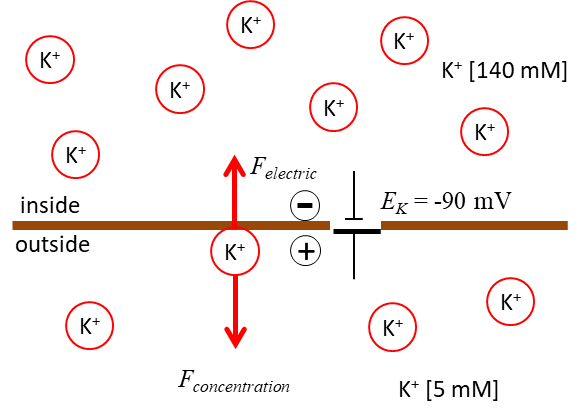 K⁺
K⁺
K⁺
K⁺ [140 mM]
K⁺
K⁺
K⁺
K⁺
F_electric
inside
−
E_K = -90 mV
outside
K⁺
+
K⁺
K⁺
K⁺
F_concentration
K⁺ [5 mM]